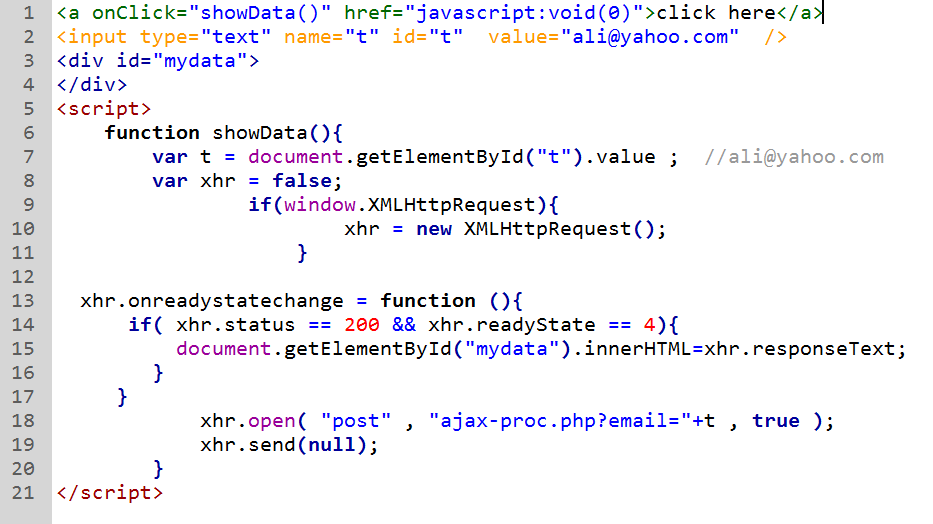 1 <a onClick="showData()" href="javascript:void(0)">click here</a>
2 <input type="text" name="t" id="t"  value="ali@yahoo.com"  />
3 <div id="mydata">
4 </div>
5 <script>
6     function showData(){
7         var t = document.getElementById("t").value ;  //ali@yahoo.com
8         var xhr = false;
9                 if(window.XMLHttpRequest){
10                         xhr = new XMLHttpRequest();
11                     }
12
13   xhr.onreadystatechange = function (){
14       if( xhr.status == 200 && xhr.readyState == 4){
15           document.getElementById("mydata").innerHTML=xhr.responseText;
16         }
17      }
18             xhr.open( "post" , "ajax-proc.php?email="+t , true );
19             xhr.send(null);
20         }
21 </script>